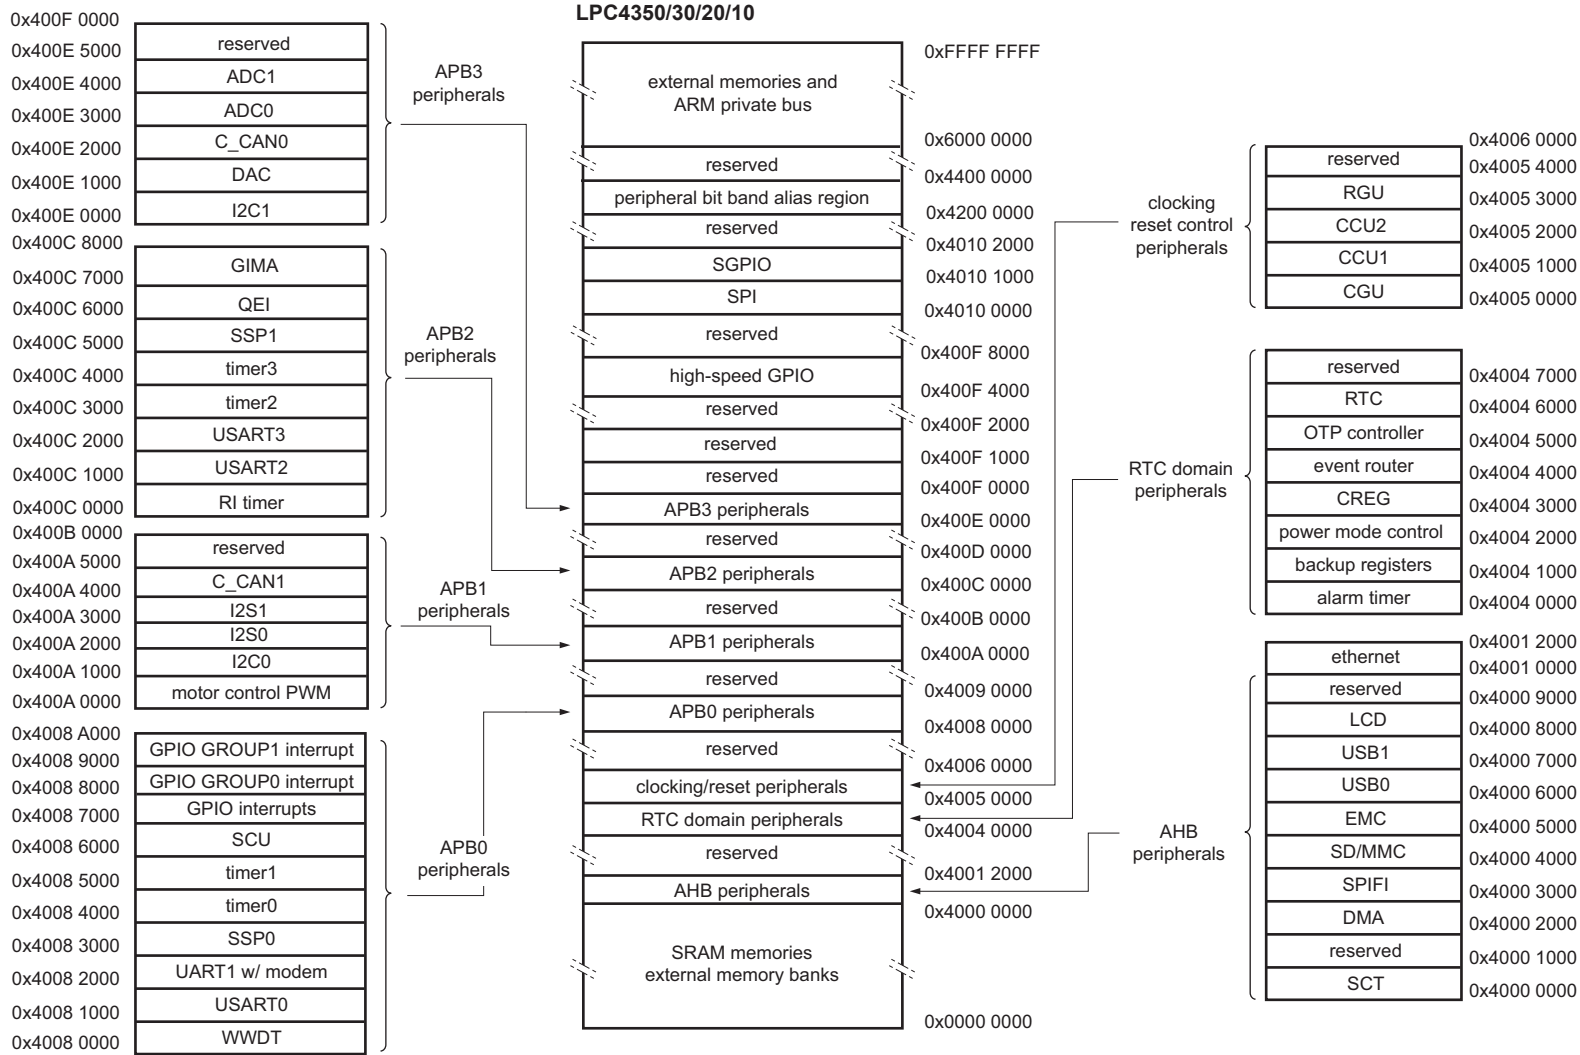 LPC4350/30/20/10
0x400F 0000
reserved
0x400E 5000
ADC1
0x400E 4000
ADC0
0x400E 3000
C_CAN0
0x400E 2000
DAC
0x400E 1000
I2C1
0x400E 0000
APB3
peripherals
0x400C 8000
GIMA
0x400C 7000
QEI
0x400C 6000
SSP1
0x400C 5000
timer3
0x400C 4000
timer2
0x400C 3000
USART3
0x400C 2000
USART2
0x400C 1000
RI timer
0x400C 0000
APB2
peripherals
0x400B 0000
reserved
0x400A 5000
C_CAN1
0x400A 4000
I2S1
0x400A 3000
I2S0
0x400A 2000
I2C0
0x400A 1000
motor control PWM
0x400A 0000
APB1
peripherals
0x4008 A000
GPIO GROUP1 interrupt
0x4008 9000
GPIO GROUP0 interrupt
0x4008 8000
GPIO interrupts
0x4008 7000
SCU
0x4008 6000
timer1
0x4008 5000
timer0
0x4008 4000
SSP0
0x4008 3000
UART1 w/ modem
0x4008 2000
USART0
0x4008 1000
WWDT
0x4008 0000
APB0
peripherals
0xFFFF FFFF
external memories and
ARM private bus
0x6000 0000
reserved
0x4400 0000
peripheral bit band alias region
0x4200 0000
reserved
0x4010 2000
SGPIO
0x4010 1000
SPI
0x4010 0000
reserved
0x400F 8000
high-speed GPIO
0x400F 4000
reserved
0x400F 2000
reserved
0x400F 1000
reserved
0x400F 0000
APB3 peripherals
0x400E 0000
reserved
0x400D 0000
APB2 peripherals
0x400C 0000
reserved
0x400B 0000
APB1 peripherals
0x400A 0000
reserved
0x4009 0000
APB0 peripherals
0x4008 0000
reserved
0x4006 0000
clocking/reset peripherals
0x4005 0000
RTC domain peripherals
0x4004 0000
reserved
0x4001 2000
AHB peripherals
0x4000 0000
SRAM memories
external memory banks
0x0000 0000
clocking
reset control
peripherals
0x4006 0000
reserved
0x4005 4000
RGU
0x4005 3000
CCU2
0x4005 2000
CCU1
0x4005 1000
CGU
0x4005 0000
RTC domain
peripherals
reserved
0x4004 7000
RTC
0x4004 6000
OTP controller
0x4004 5000
event router
0x4004 4000
CREG
0x4004 3000
power mode control
0x4004 2000
backup registers
0x4004 1000
alarm timer
0x4004 0000
AHB
peripherals
0x4001 2000
ethernet
0x4001 0000
reserved
0x4000 9000
LCD
0x4000 8000
USB1
0x4000 7000
USB0
0x4000 6000
EMC
0x4000 5000
SD/MMC
0x4000 4000
SPIFI
0x4000 3000
DMA
0x4000 2000
reserved
0x4000 1000
SCT
0x4000 0000